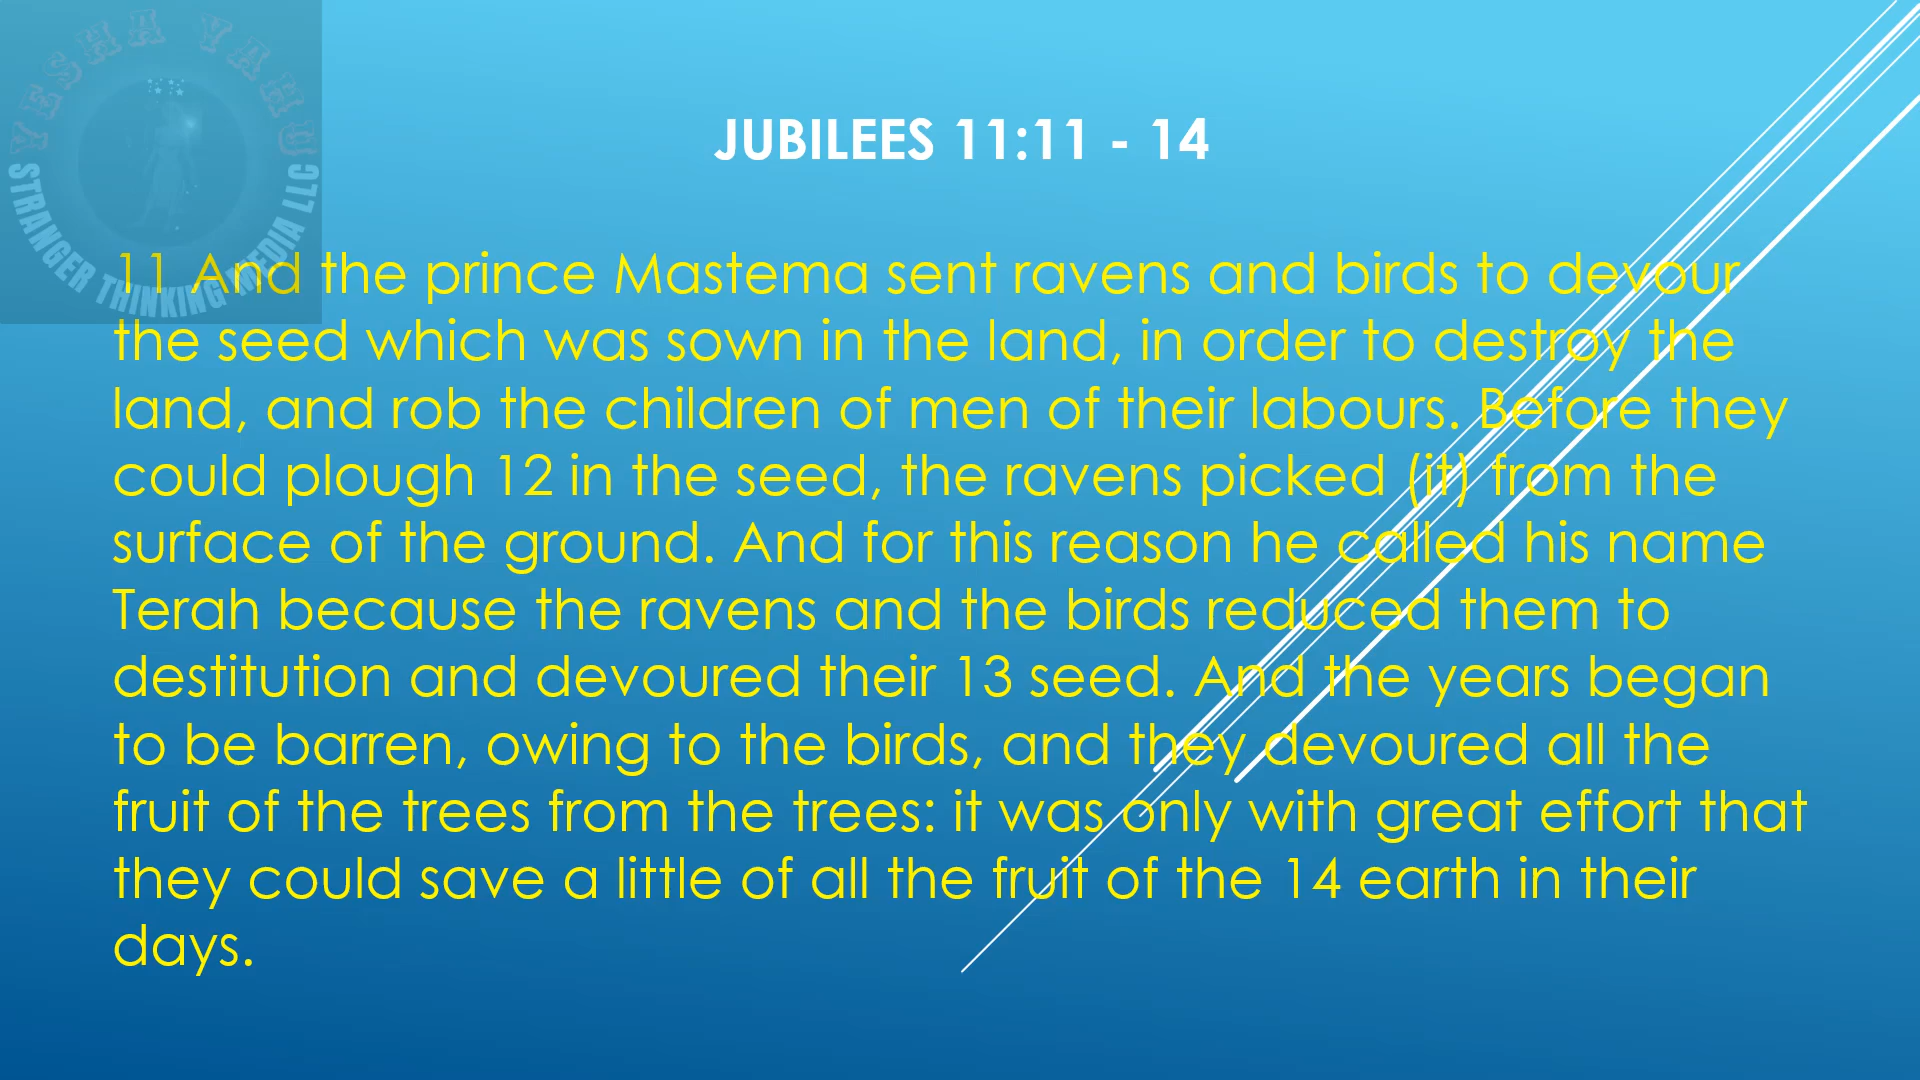 YESHA YAHU
STRANGER THINKING MEDIA LLC
JUBILEES 11:11 - 14
11 And the prince Mastema sent ravens and birds to devour
the seed which was sown in the land, in order to destroy the
land, and rob the children of men of their labours. Before they
could plough 12 in the seed, the ravens picked (it) from the
surface of the ground. And for this reason he called his name
Terah because the ravens and the birds reduced them to
destitution and devoured their 13 seed. And the years began
to be barren, owing to the birds, and they devoured all the
fruit of the trees from the trees: it was only with great effort that
they could save a little of all the fruit of the 14 earth in their
days.